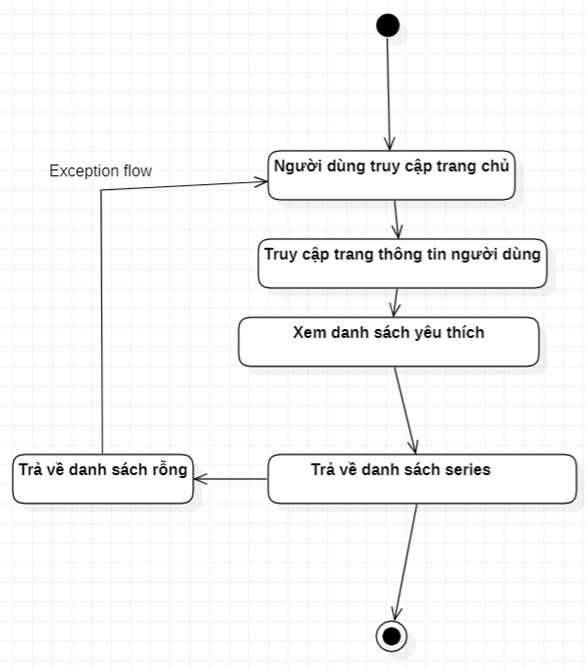 Người dùng truy cập trang chủ
Exception flow
Truy cập trang thông tin người dùng
Xem danh sách yêu thích
Trả về danh sách rỗng
Trả về danh sách series